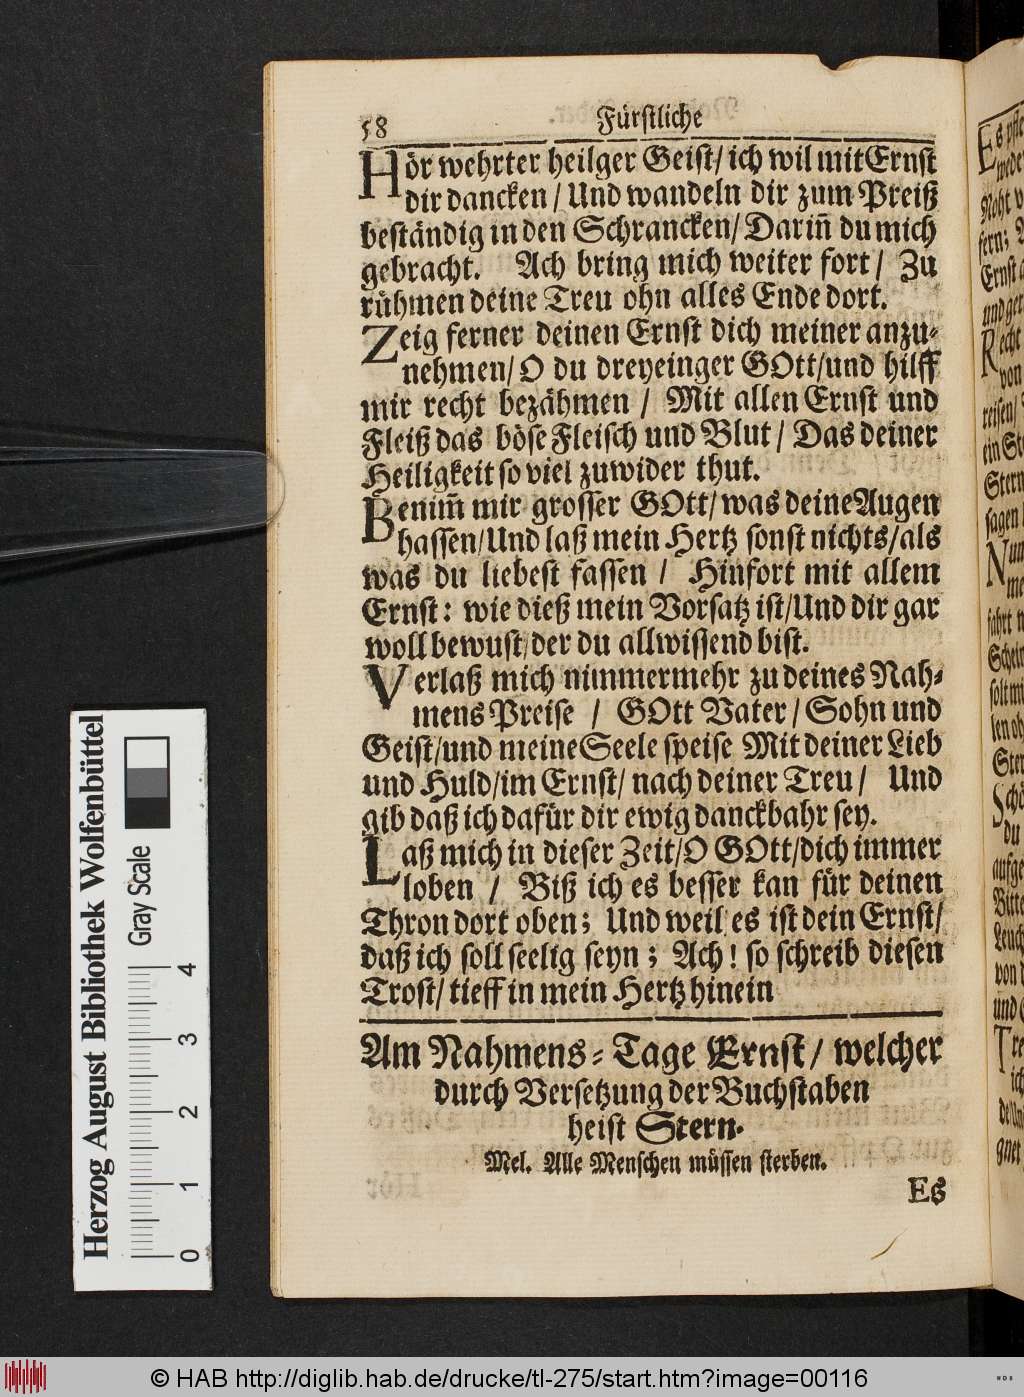 58
Fürstliche
Hör wehrter heilger Geist/ ich wil mit Ernst
dir dancken / Und wandeln dir zum Preiß
beständig in den Schrancken/ Dariñ du mich
gebracht. Ach bring mich weiter fort / Zu
rühmen deine Treu ohn alles Ende dort.
Zeig ferner deinen Ernst dich meiner anzu-
nehmen/ O du dreyeinger GOtt/und hilff
mir recht bezähmen / Mit allen Ernst und
Fleiß das böse Fleisch und Blut / Das deiner
Heiligkeit so viel zuwider thut.
Benim̃ mir grosser GOtt/ was deine Augen
hassen/Und laß mein Hertz sonst nichts/als
was du liebest fassen / Hinfort mit allem
Ernst: wie dieß mein Vorsatz ist/Und dir gar
woll bewust/der du allwissend bist.
Verlaß mich nimmermehr zu deines Nah-
mens Preise / GOtt Vater / Sohn und
Geist/und meine Seele speise Mit deiner Lieb
und Huld/im Ernst/ nach deiner Treu / Und
gib daß ich dafür dir ewig danckbahr sey.
Laß mich in dieser Zeit/O GOtt/dich immer
loben / Biß ich es besser kan für deinen
Thron dort oben; Und weil es ist dein Ernst/
daß ich soll seelig seyn; Ach! so schreib diesen
Trost/ tieff in mein Hertz hinein
Am Nahmens-Tage Ernst/ welcher
durch Versetzung der Buchstaben
heist Stern.
Mel. Alle Menschen müssen sterben.
Es
Herzog August Bibliothek Wolfenbüttel
Gray Scale
0 1 2 3 4
© HAB http://diglib.hab.de/drucke/tl-275/start.htm?image=00116